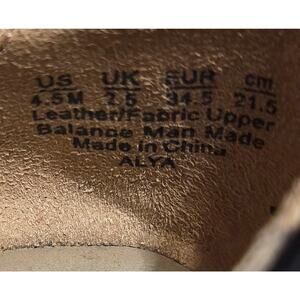 US UK EUR cm
4.5M 2.5 34.5 21.5
Leather/Fabric Upper
Balance Man Made
Made in China
ALYA